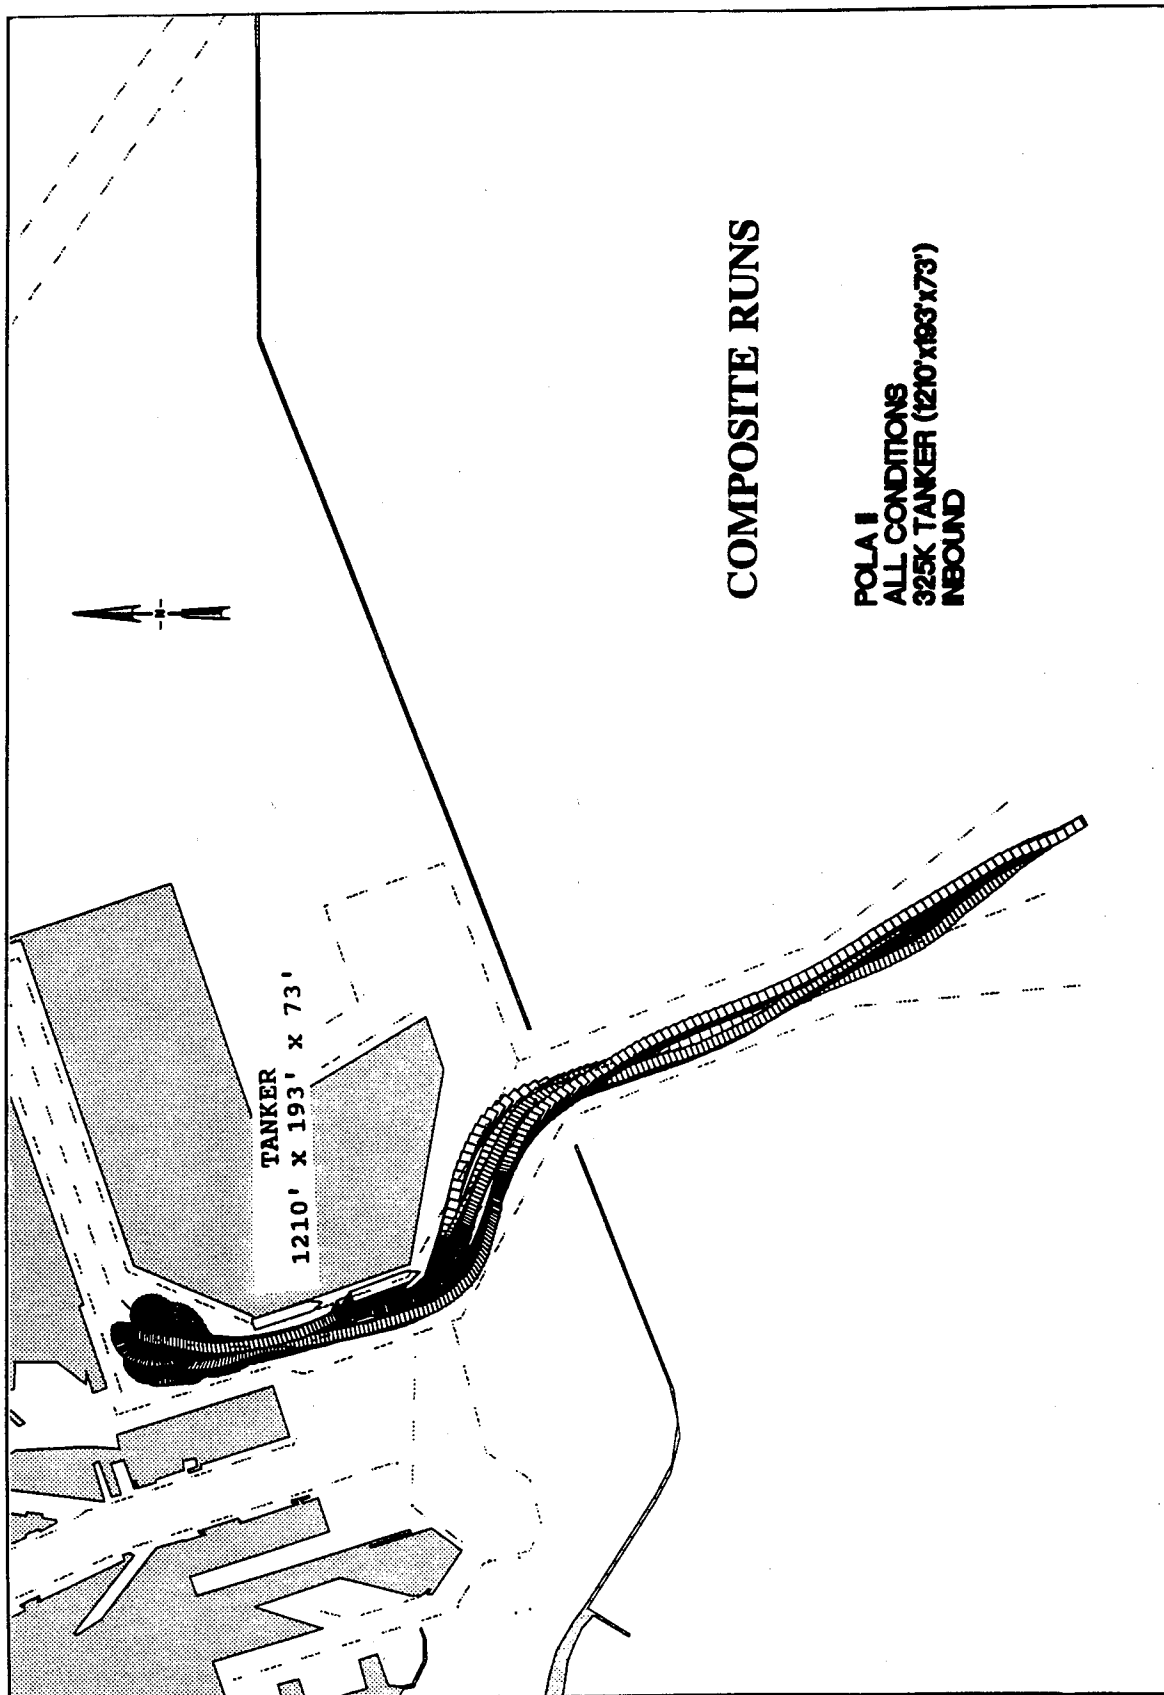 TANKER
1210' x 193' x 73'
COMPOSITE RUNS
POLA II
ALL CONDITIONS
325K TANKER (1210'x193'x73')
INBOUND
N